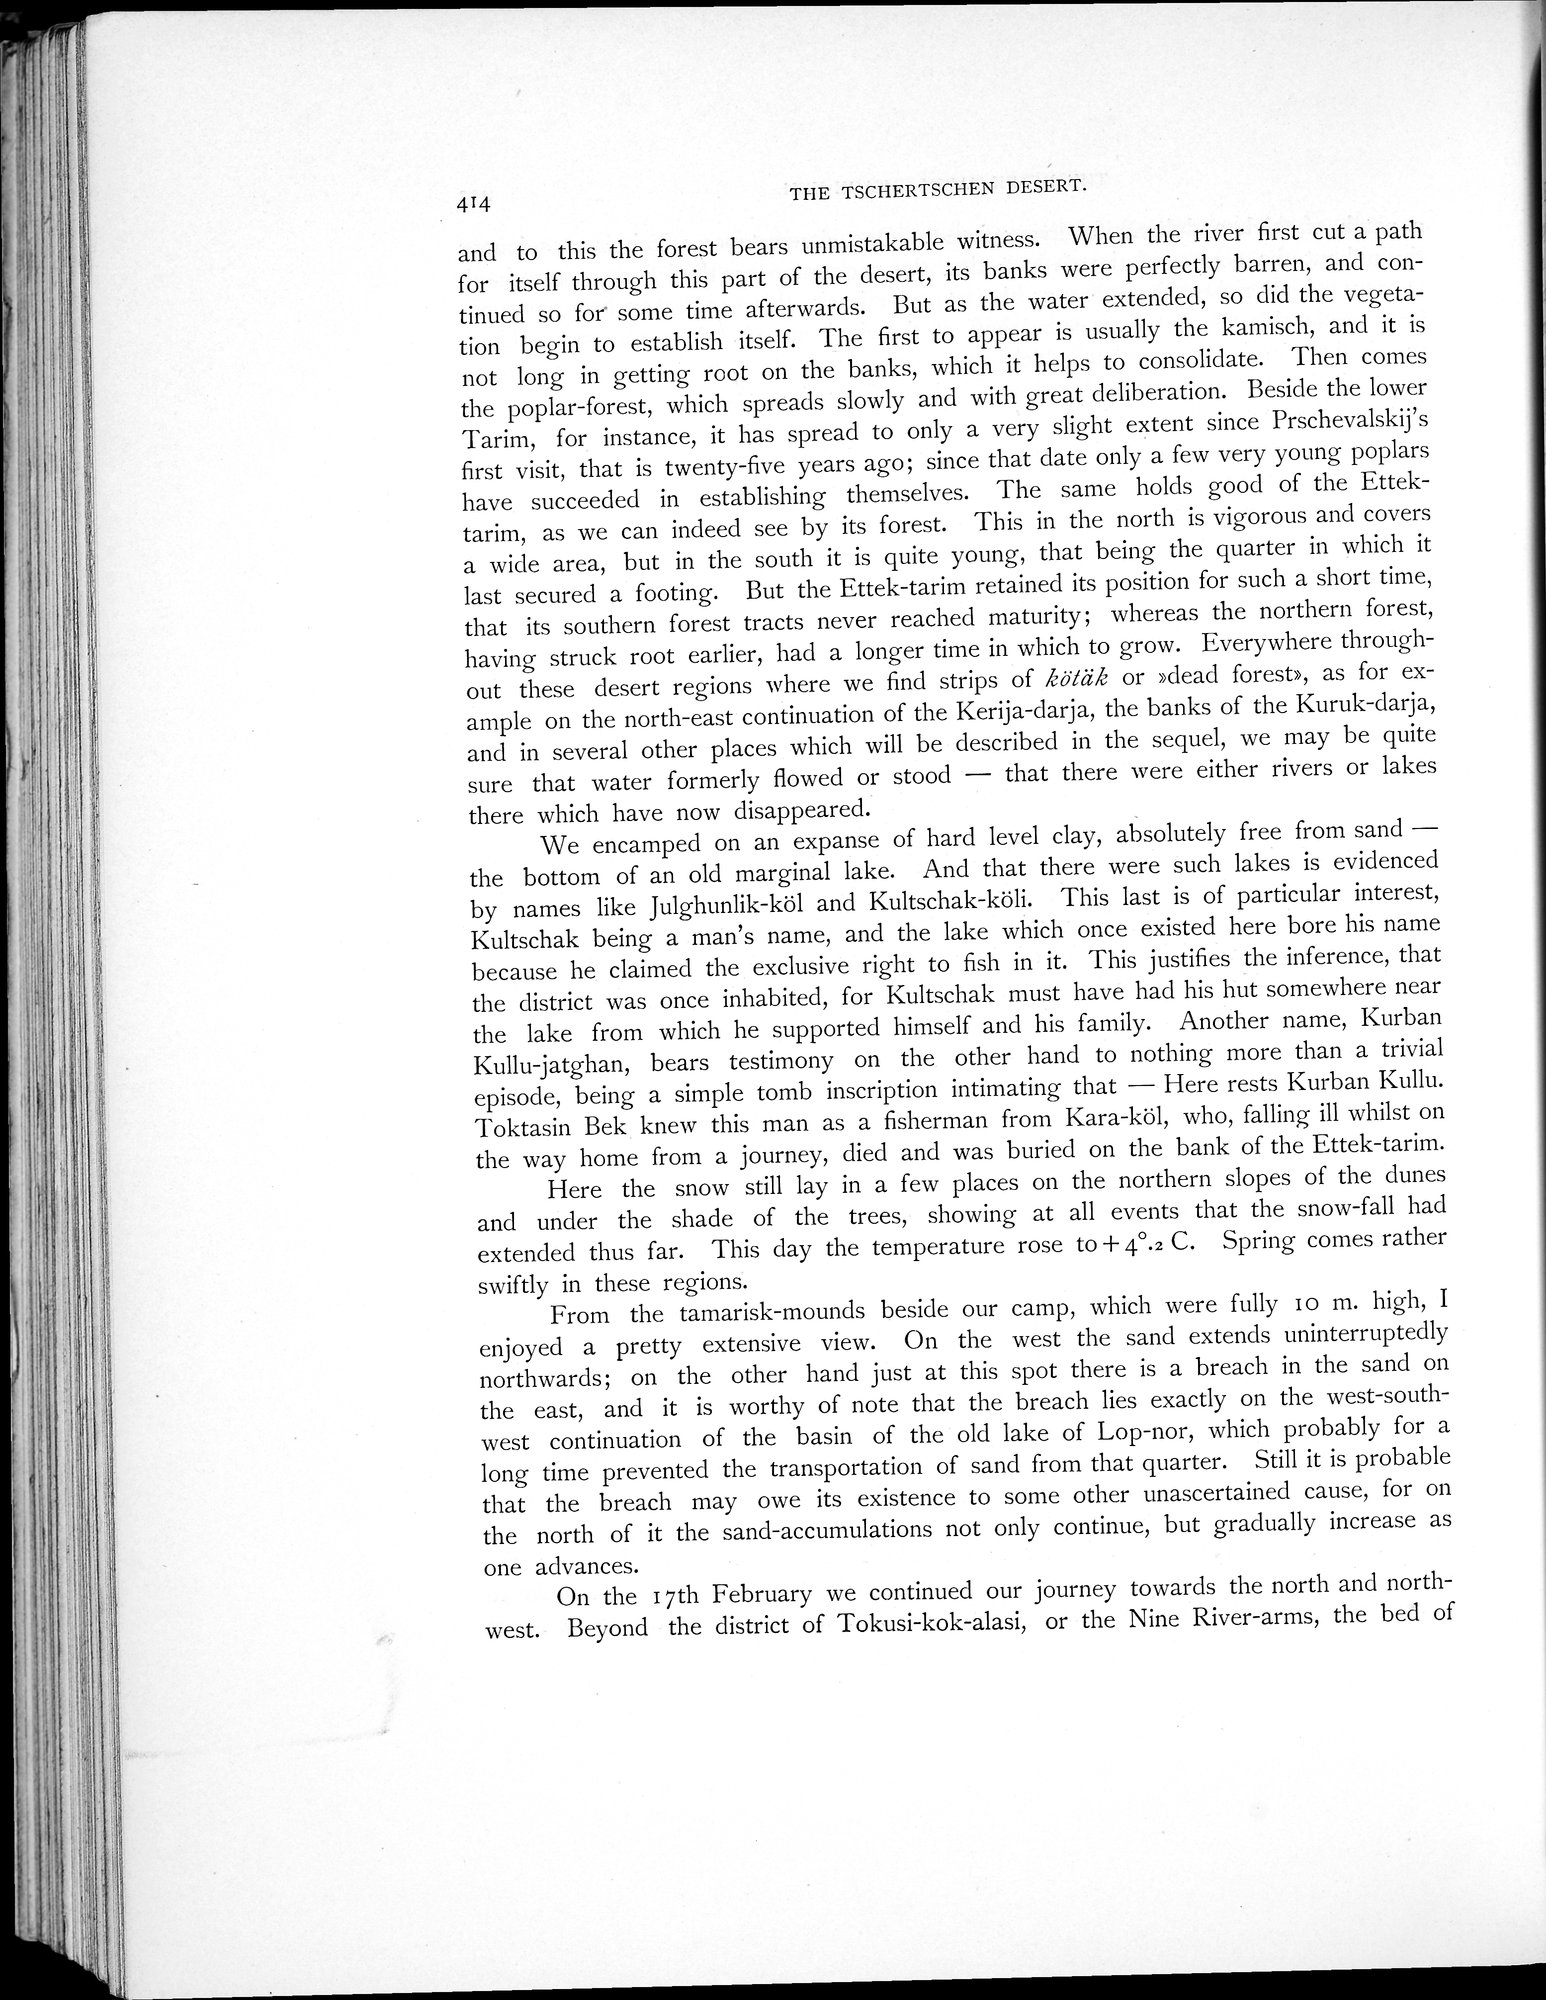 414
THE TSCHERTSCHEN DESERT.
and to this the forest bears unmistakable witness. When the river first cut a path
for itself through this part of the desert, its banks were perfectly barren, and con-
tinued so for some time afterwards. But as the water extended, so did the vegeta-
tion begin to establish itself. The first to appear is usually the kamisch, and it is
not long in getting root on the banks, which it helps to consolidate. Then comes
the poplar-forest, which spreads slowly and with great deliberation. Beside the lower
Tarim, for instance, it has spread to only a very slight extent since Prschevalskij's
first visit, that is twenty-five years ago; since that date only a few very young poplars
have succeeded in establishing themselves. The same holds good of the Ettek-
tarim, as we can indeed see by its forest. This in the north is vigorous and covers
a wide area, but in the south it is quite young, that being the quarter in which it
last secured a footing. But the Ettek-tarim retained its position for such a short time,
that its southern forest tracts never reached maturity; whereas the northern forest,
having struck root earlier, had a longer time in which to grow. Everywhere through-
out these desert regions where we find strips of kötäk or »dead forest», as for ex-
ample on the north-east continuation of the Kerija-darja, the banks of the Kuruk-darja,
and in several other places which will be described in the sequel, we may be quite
sure that water formerly flowed or stood — that there were either rivers or lakes
there which have now disappeared.
We encamped on an expanse of hard level clay, absolutely free from sand —
the bottom of an old marginal lake. And that there were such lakes is evidenced
by names like Julghunlik-köl and Kultschak-köli. This last is of particular interest,
Kultschak being a man's name, and the lake which once existed here bore his name
because he claimed the exclusive right to fish in it. This justifies the inference, that
the district was once inhabited, for Kultschak must have had his hut somewhere near
the lake from which he supported himself and his family. Another name, Kurban
Kullu-jatghan, bears testimony on the other hand to nothing more than a trivial
episode, being a simple tomb inscription intimating that — Here rests Kurban Kullu.
Toktasin Bek knew this man as a fisherman from Kara-köl, who, falling ill whilst on
the way home from a journey, died and was buried on the bank of the Ettek-tarim.
Here the snow still lay in a few places on the northern slopes of the dunes
and under the shade of the trees, showing at all events that the snow-fall had
extended thus far. This day the temperature rose to + 4°.2 C. Spring comes rather
swiftly in these regions.
From the tamarisk-mounds beside our camp, which were fully 10 m. high, I
enjoyed a pretty extensive view. On the west the sand extends uninterruptedly
northwards; on the other hand just at this spot there is a breach in the sand on
the east, and it is worthy of note that the breach lies exactly on the west-south-
west continuation of the basin of the old lake of Lop-nor, which probably for a
long time prevented the transportation of sand from that quarter. Still it is probable
that the breach may owe its existence to some other unascertained cause, for on
the north of it the sand-accumulations not only continue, but gradually increase as
one advances.
On the 17th February we continued our journey towards the north and north-
west. Beyond the district of Tokusi-kok-alasi, or the Nine River-arms, the bed of